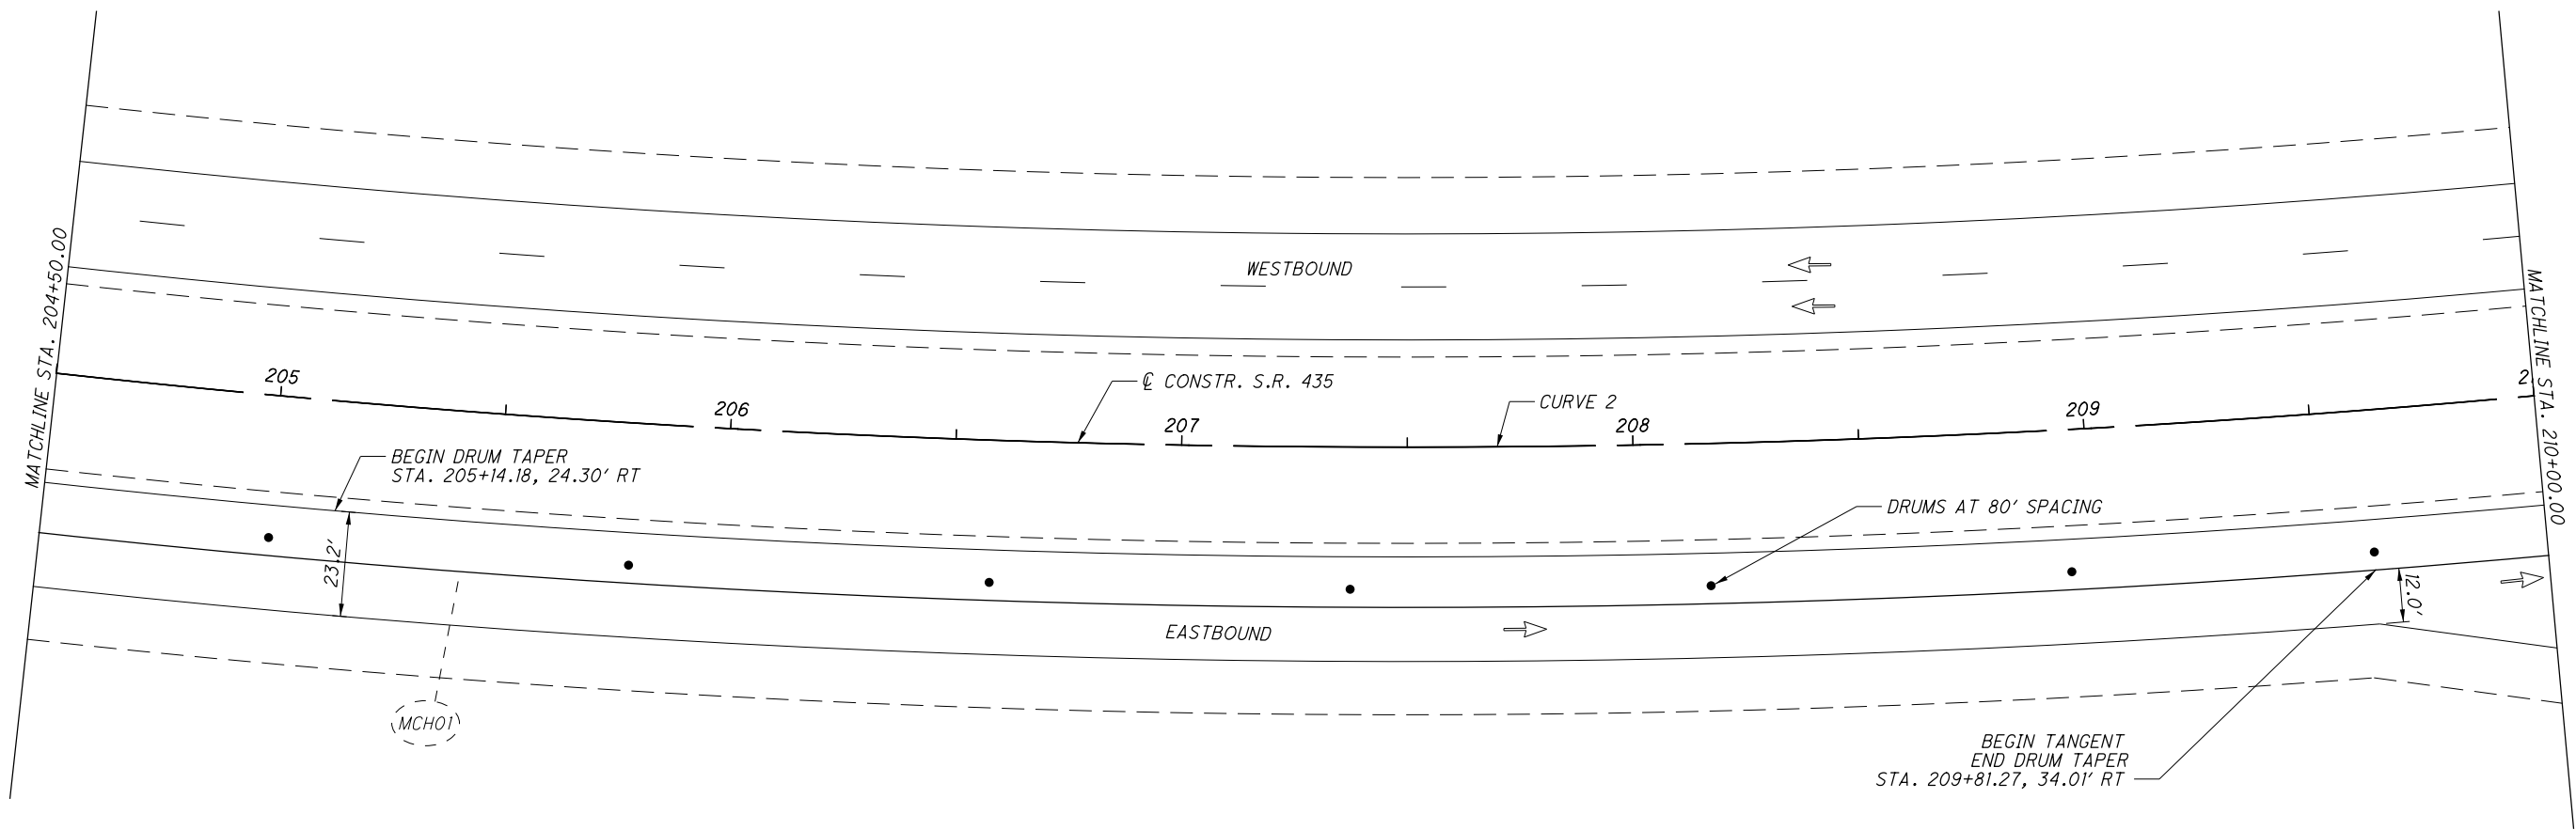 MATCHLINE STA. 204+50.00
WESTBOUND
205
206
207
208
209
2
℄ CONSTR. S.R. 435
CURVE 2
MATCHLINE STA. 210+00.00
BEGIN DRUM TAPER
STA. 205+14.18, 24.30' RT
DRUMS AT 80' SPACING
23.2'
12.0'
EASTBOUND
MCH01
BEGIN TANGENT
END DRUM TAPER
STA. 209+81.27, 34.01' RT